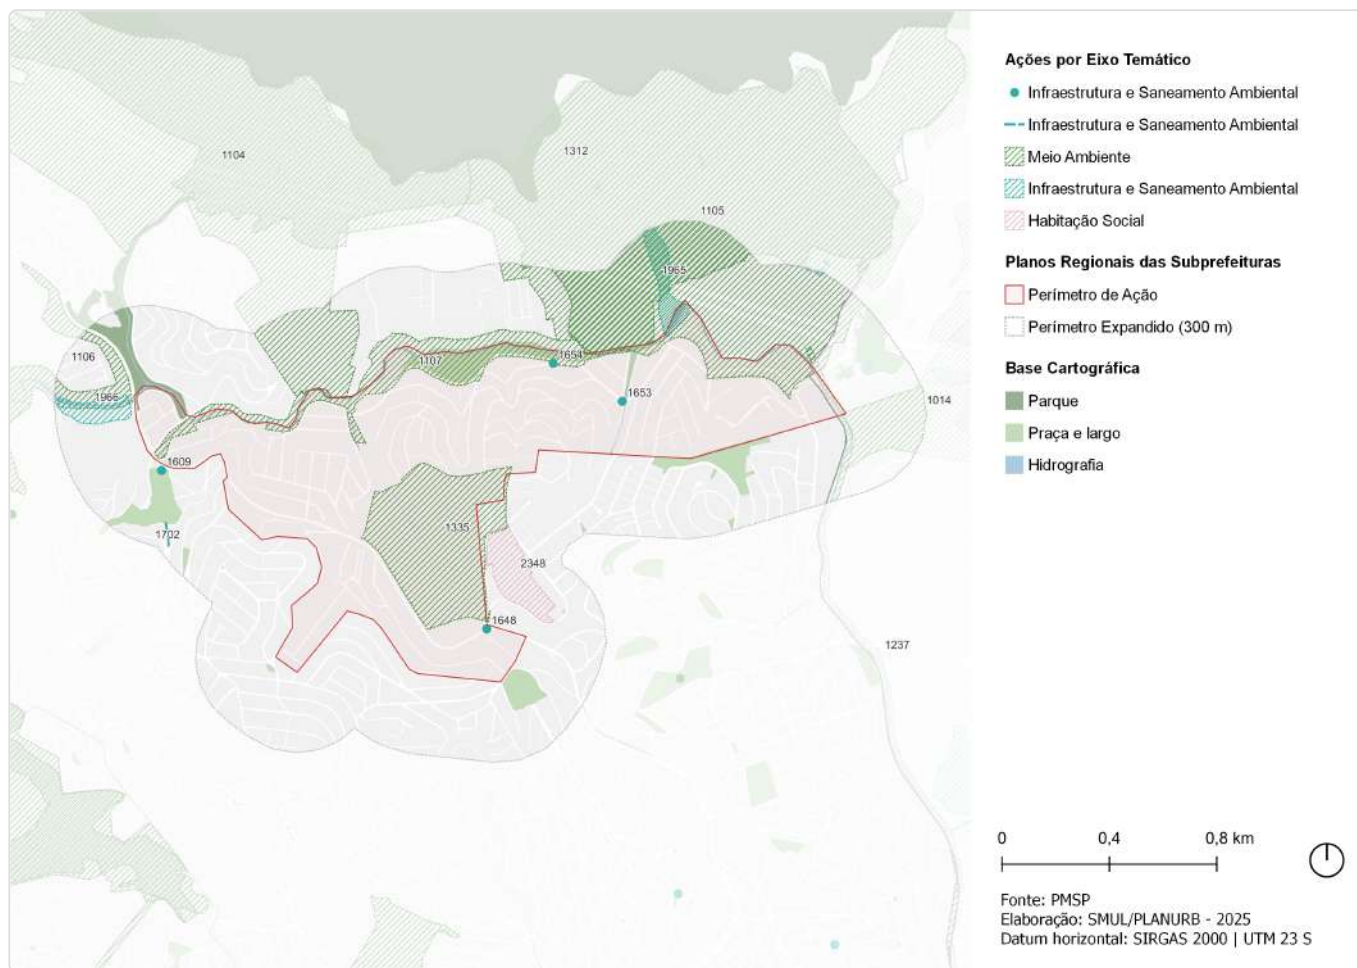 Ações por Eixo Temático
Infraestrutura e Saneamento Ambiental
Infraestrutura e Saneamento Ambiental
Meio Ambiente
Infraestrutura e Saneamento Ambiental
Habitação Social
Planos Regionais das Subprefeituras
Perímetro de Ação
Perímetro Expandido (300 m)
Base Cartográfica
Parque
Praça e largo
Hidrografia
1104
1312
1105
1965
1106
1107
1654
1966
1653
1014
1609
1702
1335
2348
1648
1237
0 0,4 0,8 km
Fonte: PMSP
Elaboração: SMUL/PLANURB - 2025
Datum horizontal: SIRGAS 2000 | UTM 23 S